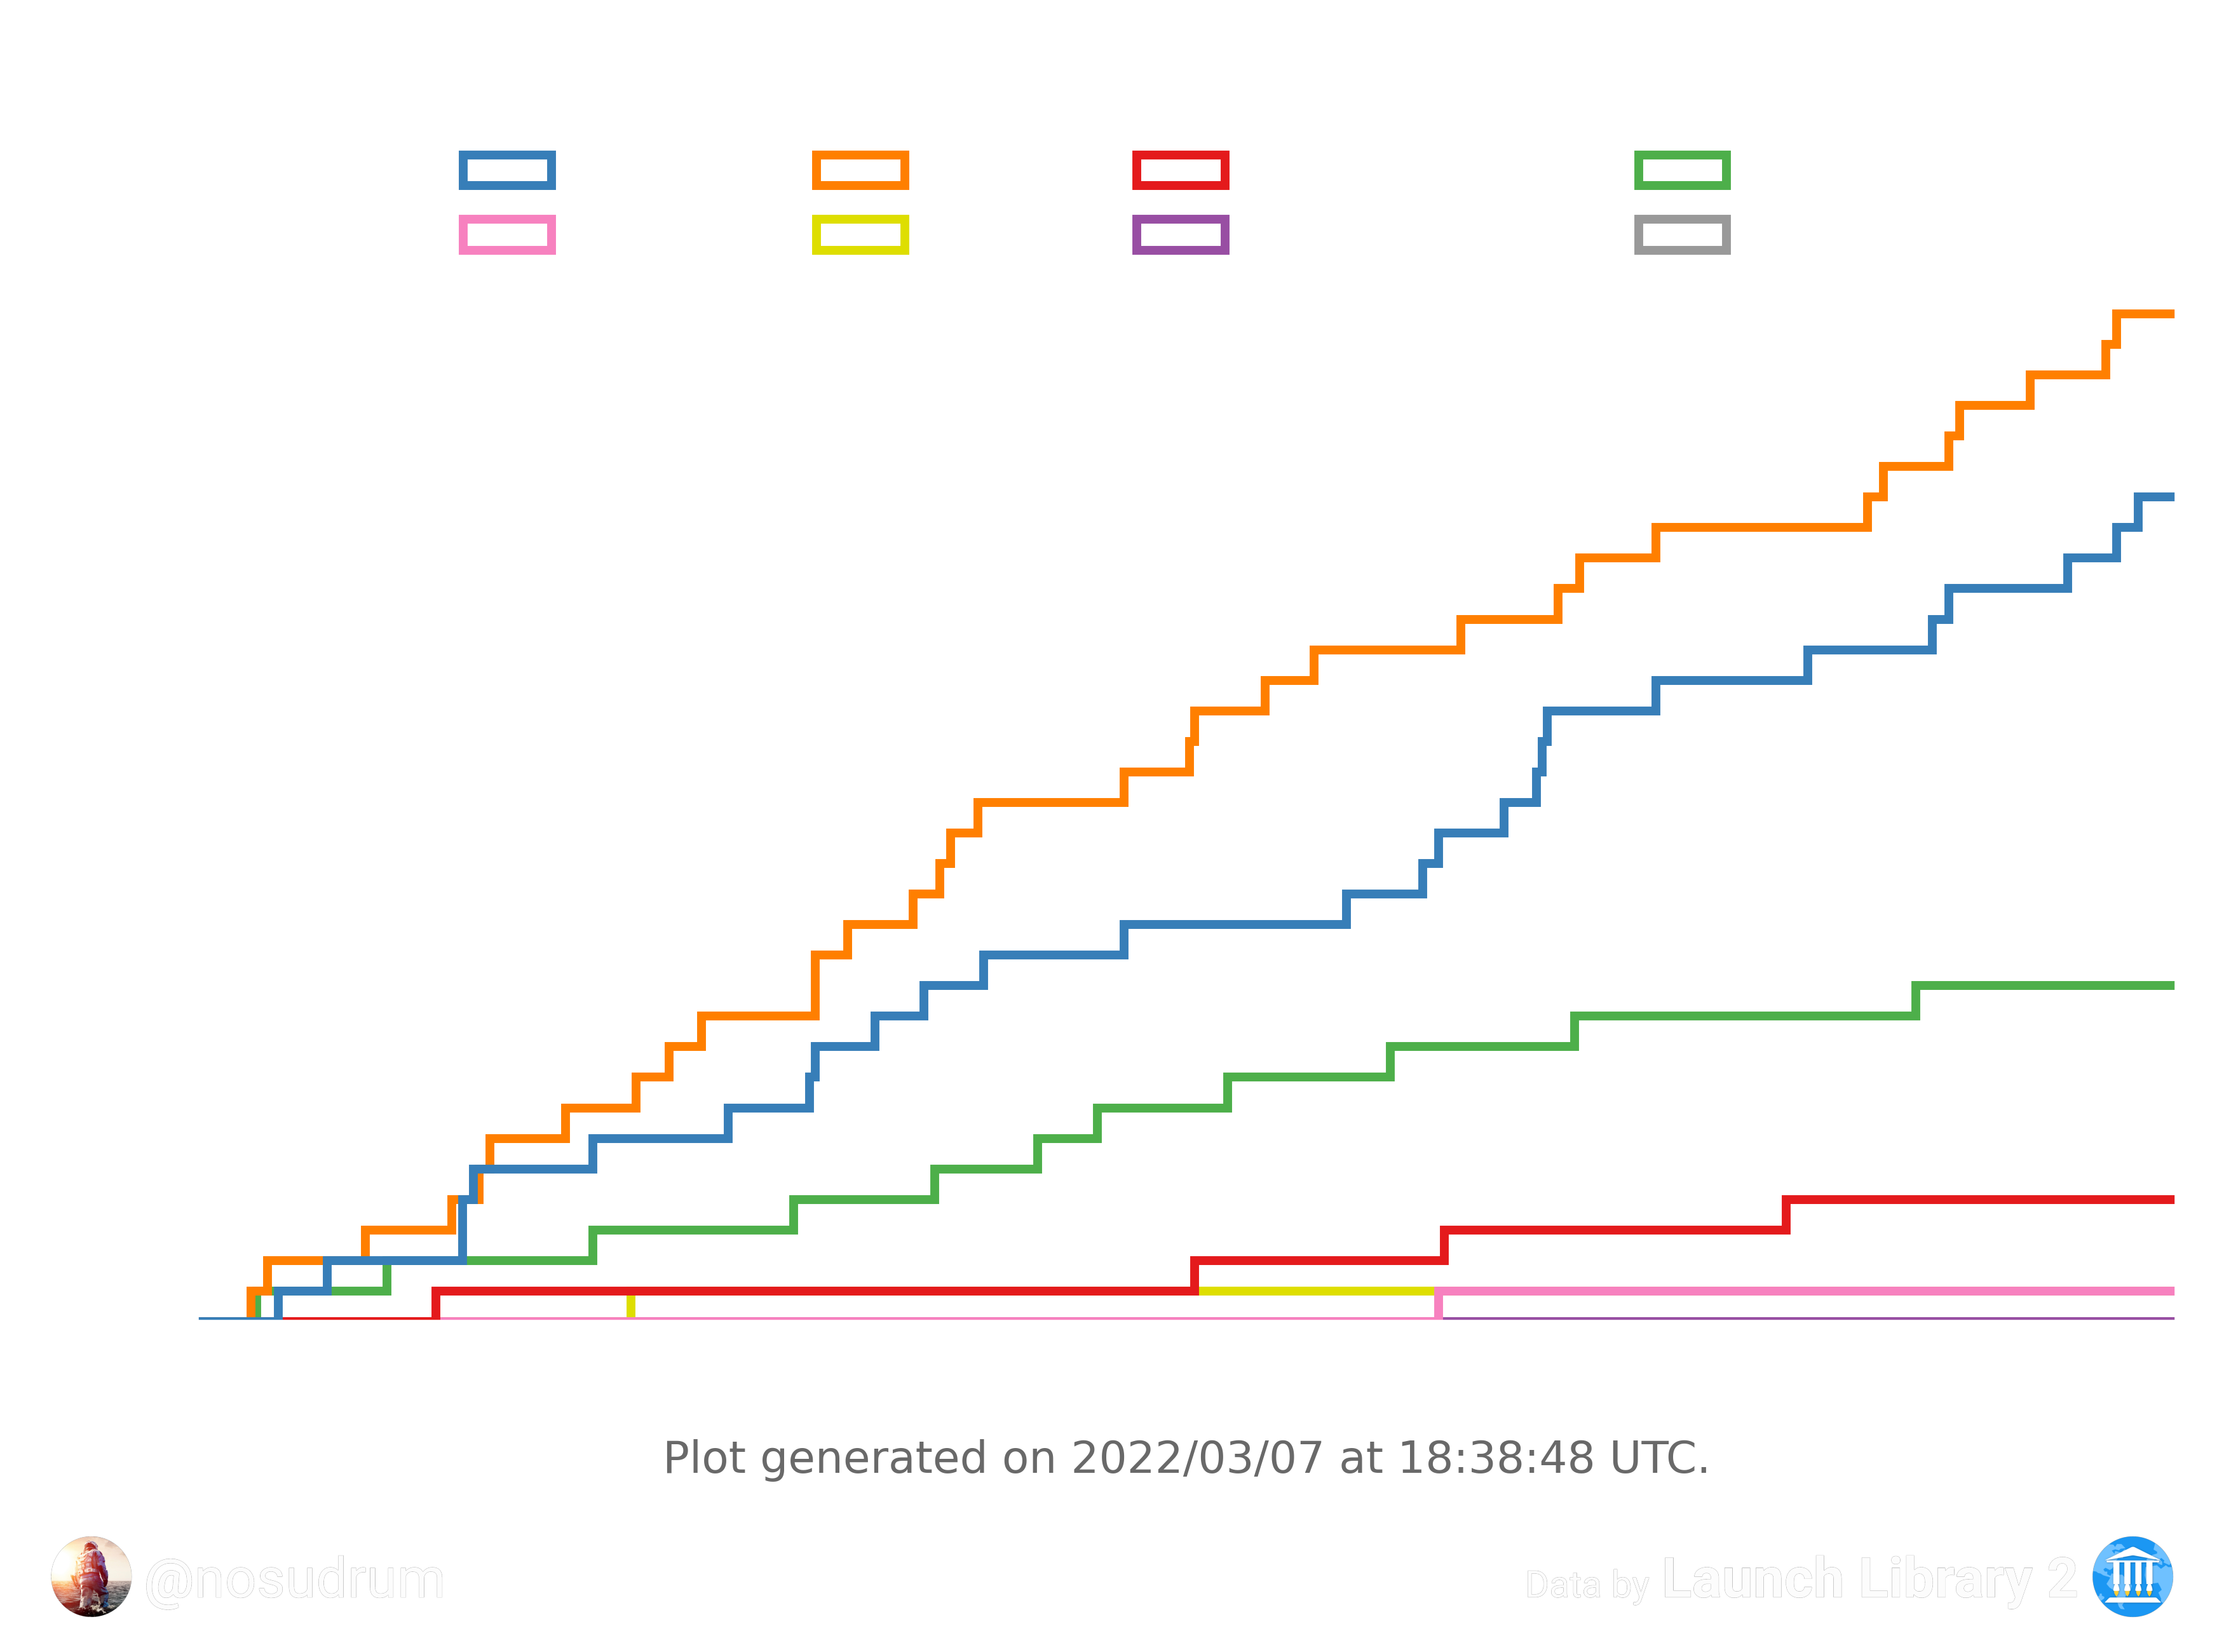 Plot generated on 2022/03/07 at 18:38:48 UTC.
@nosudrum
Data by Launch Library 2